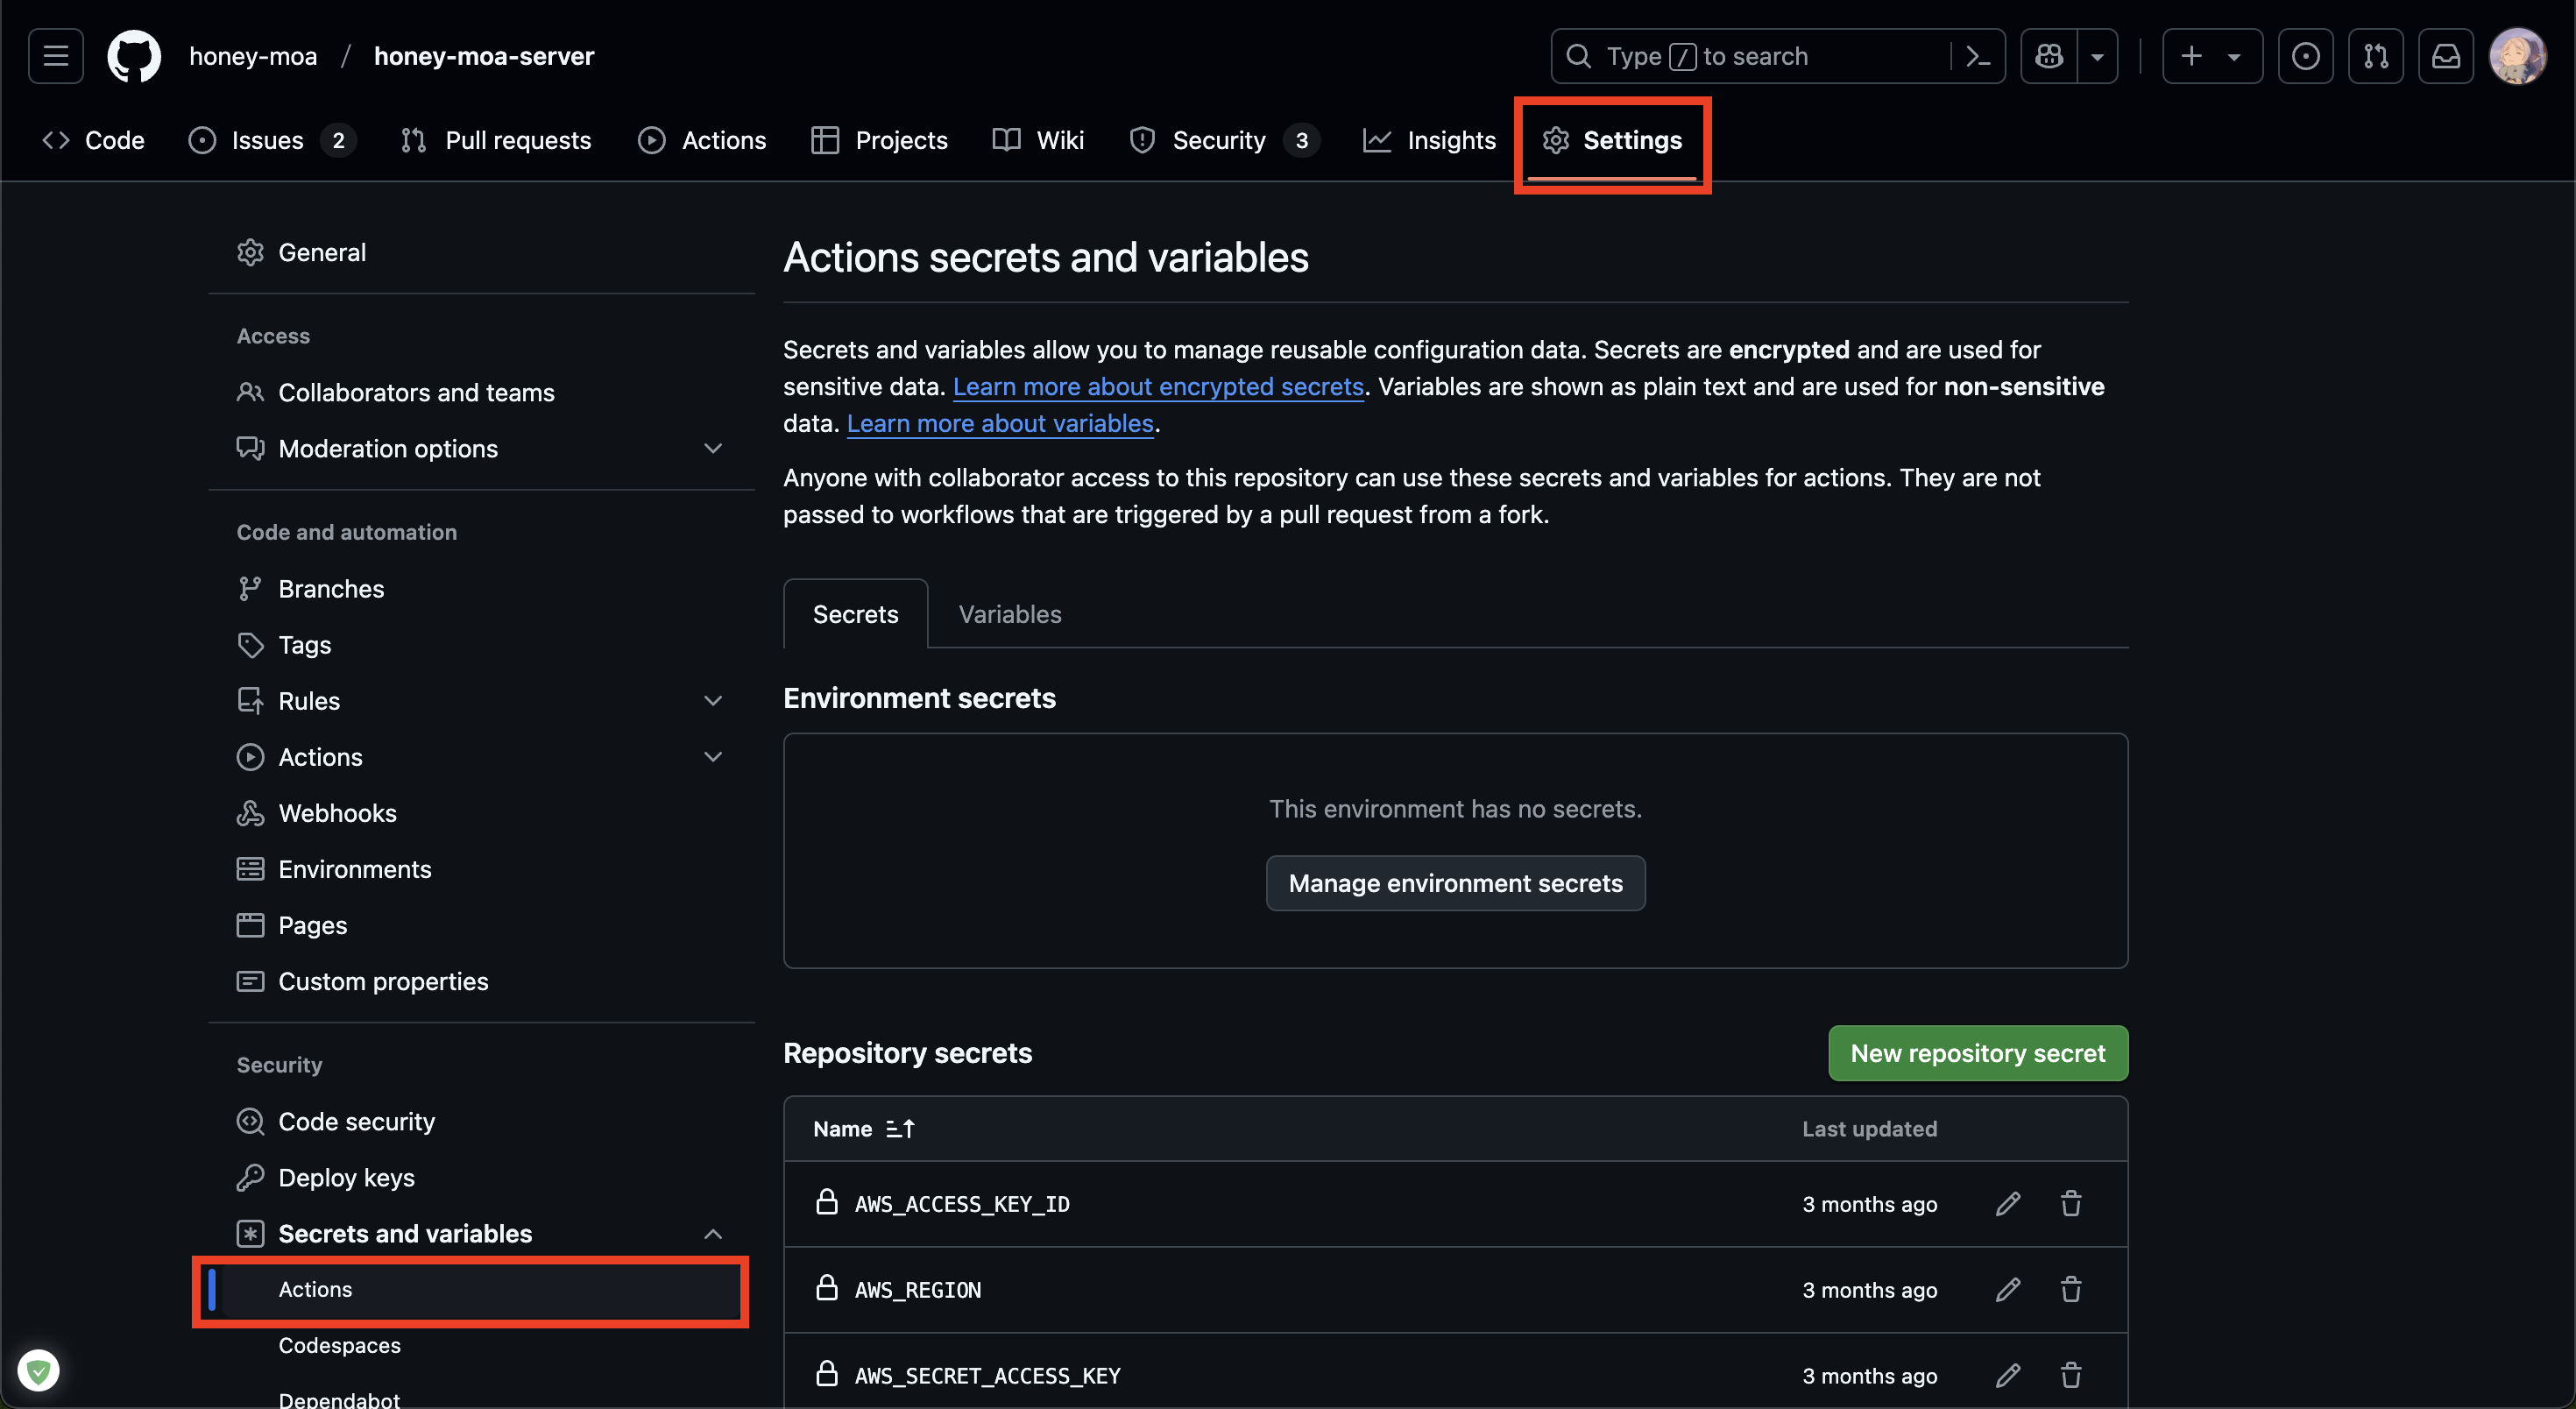 honey-moa / honey-moa-server
Type / to search
Code
Issues 2
Pull requests
Actions
Projects
Wiki
Security 3
Insights
Settings
General
Access
Collaborators and teams
Moderation options
Code and automation
Branches
Tags
Rules
Actions
Webhooks
Environments
Pages
Custom properties
Security
Code security
Deploy keys
Secrets and variables
Actions
Codespaces
Dependabot
Actions secrets and variables
Secrets and variables allow you to manage reusable configuration data. Secrets are encrypted and are used for
sensitive data. Learn more about encrypted secrets. Variables are shown as plain text and are used for non-sensitive
data. Learn more about variables.
Anyone with collaborator access to this repository can use these secrets and variables for actions. They are not
passed to workflows that are triggered by a pull request from a fork.
Secrets
Variables
Environment secrets
This environment has no secrets.
Manage environment secrets
Repository secrets
New repository secret
Name
Last updated
AWS_ACCESS_KEY_ID
3 months ago
AWS_REGION
3 months ago
AWS_SECRET_ACCESS_KEY
3 months ago